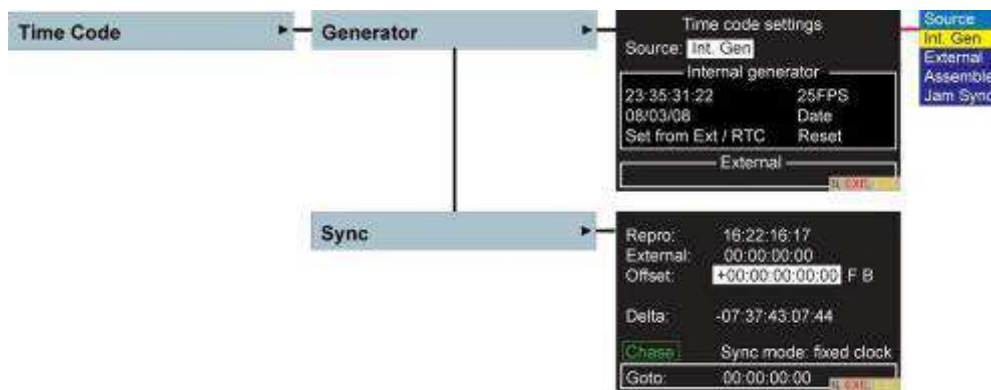 Time Code
Generator
Time code settings
Source: Int. Gen
Internal generator
23:35:31:22 25FPS
08/03/08 Date
Set from Ext / RTC Reset
External
EXIL
Source
Int. Gen
External
Assemble
Jam Sync
Sync
Repro: 16:22:16:17
External: 00:00:00:00
Offset: +00:00:00:00:00 F B
Delta: -07:37:43:07:44
Chase Sync mode: fixed clock
Goto: 00:00:00:00